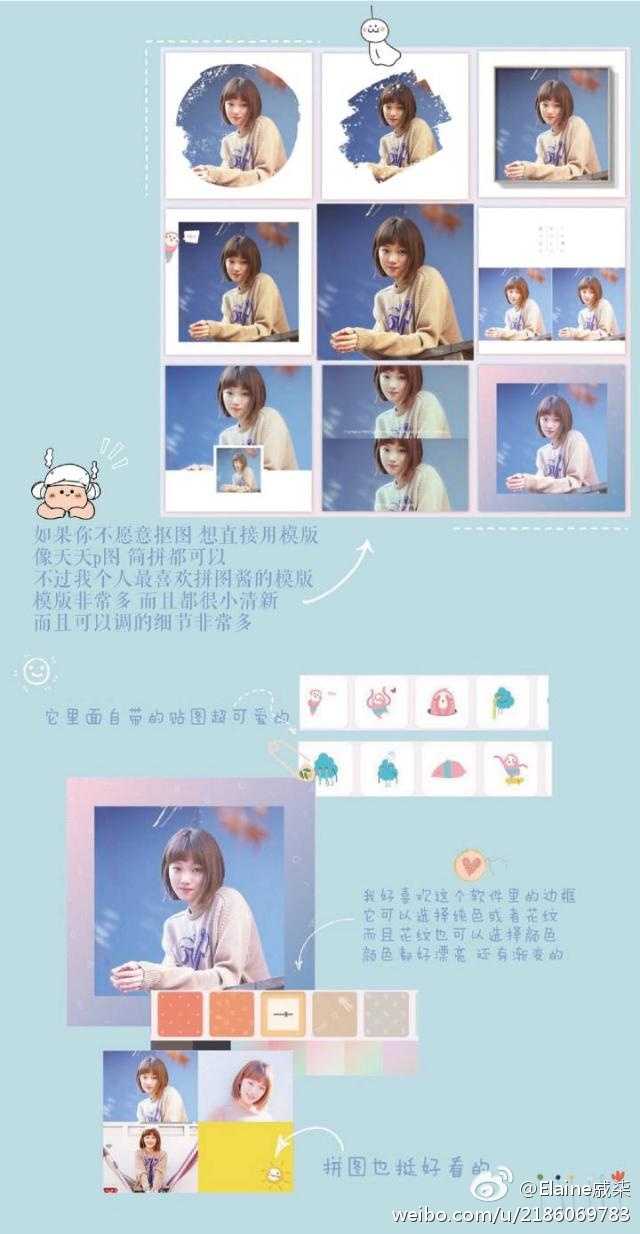 如果你不愿意抠图 想直接用模版
像天天p图 简拼都可以
不过我个人最喜欢拼图酱的模版
模版非常多 而且都很小清新
而且可以调的细节非常多
它里面自带的贴图超可爱的
我好喜欢这个软件里的边框
它可以选择纯色或者花纹
而且花纹也可以选择颜色
颜色都好漂亮 还有渐变的
拼图也挺好看的
@Elaine戚柒
weibo.com/u/2186069783